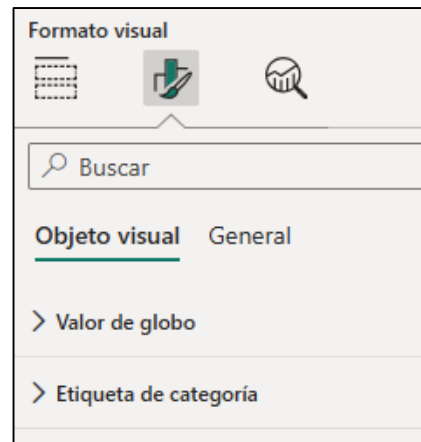 Formato visual
Buscar
Objeto visual General
Valor de globo
Etiqueta de categoría